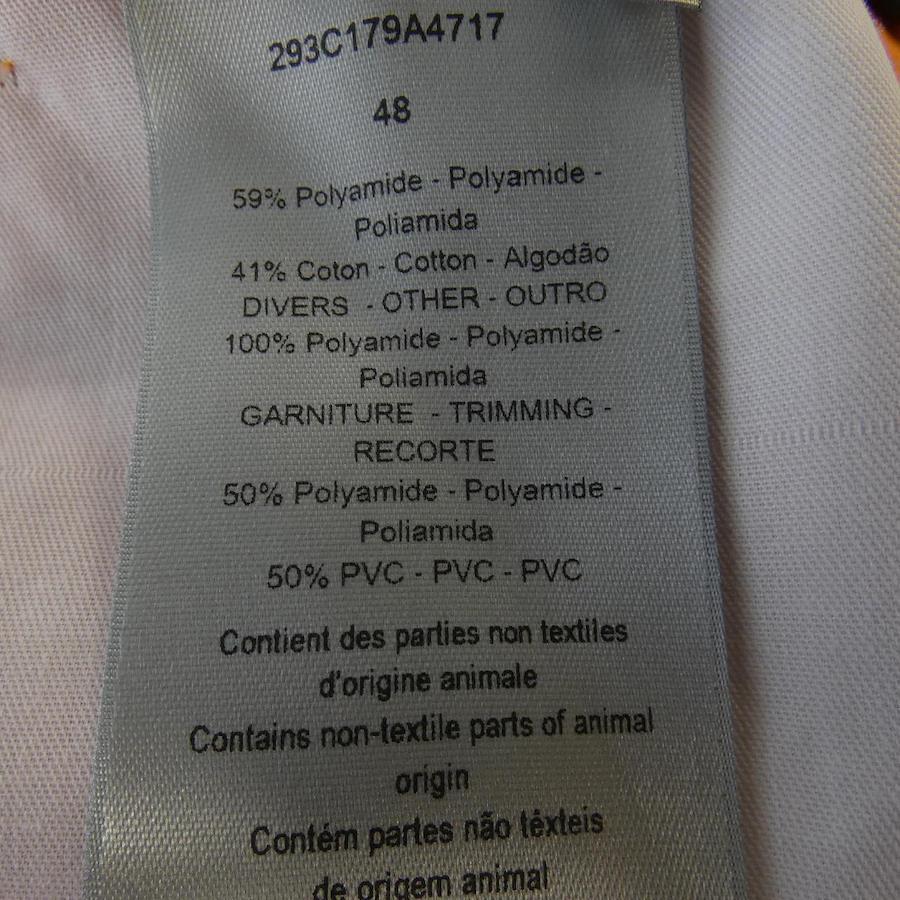 293C179A4717
48
59% Polyamide - Polyamide -
Poliamida
41% Coton - Cotton - Algodão
DIVERS - OTHER - OUTRO
100% Polyamide - Polyamide -
Poliamida
GARNITURE - TRIMMING -
RECORTE
50% Polyamide - Polyamide -
Poliamida
50% PVC - PVC - PVC
Contient des parties non textiles
d'origine animale
Contains non-textile parts of animal
origin
Contém partes não têxteis
de origem animal